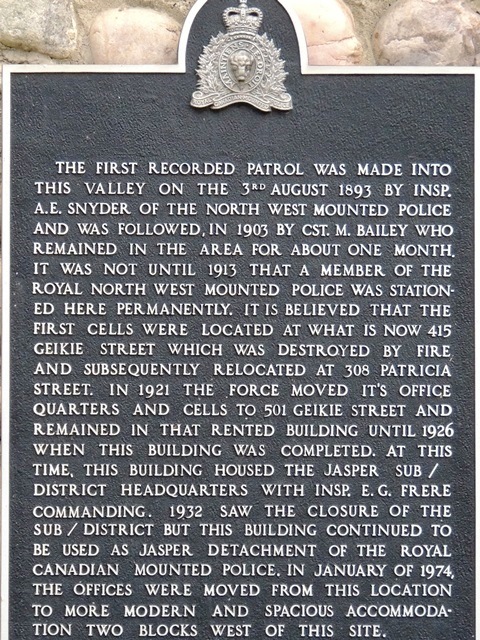 THE FIRST RECORDED PATROL WAS MADE INTO
THIS VALLEY ON THE 3RD AUGUST 1893 BY INSP.
A.E. SNYDER OF THE NORTH WEST MOUNTED POLICE
AND WAS FOLLOWED, IN 1903 BY CST. M. BAILEY WHO
REMAINED IN THE AREA FOR ABOUT ONE MONTH.
IT WAS NOT UNTIL 1913 THAT A MEMBER OF THE
ROYAL NORTH WEST MOUNTED POLICE WAS STATION-
ED HERE PERMANENTLY. IT IS BELIEVED THAT THE
FIRST CELLS WERE LOCATED AT WHAT IS NOW 415
GEIKIE STREET WHICH WAS DESTROYED BY FIRE
AND SUBSEQUENTLY RELOCATED AT 308 PATRICIA
STREET. IN 1921 THE FORCE MOVED IT'S OFFICE
QUARTERS AND CELLS TO 501 GEIKIE STREET AND
REMAINED IN THAT RENTED BUILDING UNTIL 1926
WHEN THIS BUILDING WAS COMPLETED. AT THIS
TIME, THIS BUILDING HOUSED THE JASPER SUB /
DISTRICT HEADQUARTERS WITH INSP. E.G. FRERE
COMMANDING. 1932 SAW THE CLOSURE OF THE
SUB / DISTRICT BUT THIS BUILDING CONTINUED TO
BE USED AS JASPER DETACHMENT OF THE ROYAL
CANADIAN MOUNTED POLICE. IN JANUARY OF 1974,
THE OFFICES WERE MOVED FROM THIS LOCATION
TO MORE MODERN AND SPACIOUS ACCOMMODA-
TION TWO BLOCKS WEST OF THIS SITE.